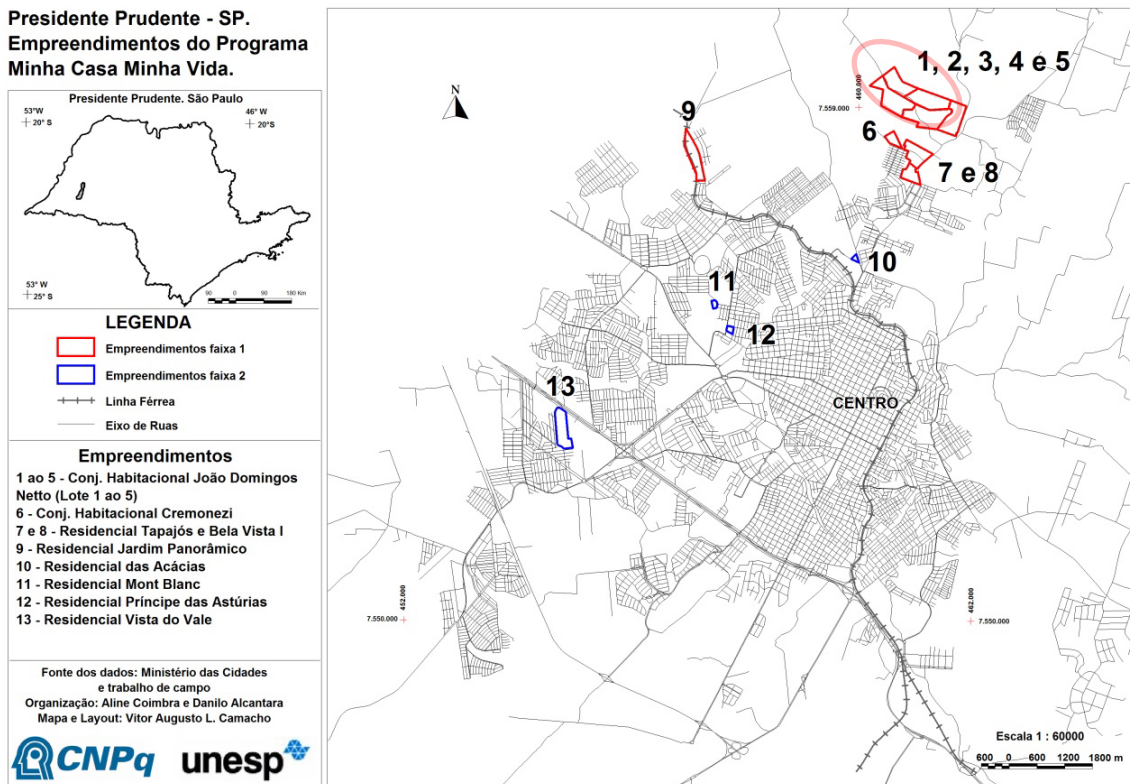 Presidente Prudente - SP.
Empreendimentos do Programa
Minha Casa Minha Vida.
Presidente Prudente. São Paulo
53°W
20° S
46° W
20°S
53° W
25° S
90 0 90 180 Km
LEGENDA
Empreendimentos faixa 1
Empreendimentos faixa 2
Linha Férrea
Eixo de Ruas
Empreendimentos
1 ao 5 - Conj. Habitacional João Domingos
Netto (Lote 1 ao 5)
6 - Conj. Habitacional Cremonezi
7 e 8 - Residencial Tapajós e Bela Vista I
9 - Residencial Jardim Panorâmico
10 - Residencial das Acácias
11 - Residencial Mont Blanc
12 - Residencial Príncipe das Astúrias
13 - Residencial Vista do Vale
Fonte dos dados: Ministério das Cidades
e trabalho de campo
Organização: Aline Coimbra e Danilo Alcantara
Mapa e Layout: Vitor Augusto L. Camacho
CNPq
unesp
N
1, 2, 3, 4 e 5
460.000
7.559.000
9
6
7 e 8
10
11
12
13
CENTRO
452.000
7.550.000
462.000
7.550.000
Escala 1 : 60000
600 0 600 1200 1800 m